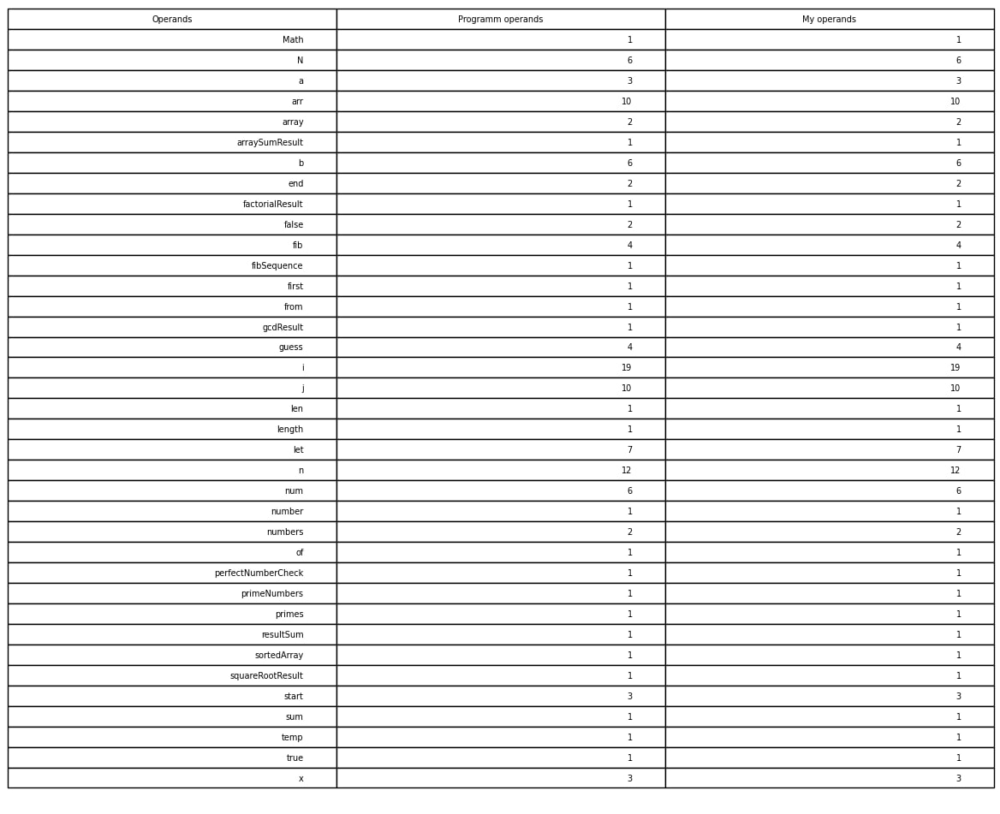 Operands Programm operands My operands
Math 1 1
N 6 6
a 3 3
arr 10 10
array 2 2
arraySumResult 1 1
b 6 6
end 2 2
factorialResult 1 1
false 2 2
fib 4 4
fibSequence 1 1
first 1 1
from 1 1
gcdResult 1 1
guess 4 4
i 19 19
j 10 10
len 1 1
length 1 1
let 7 7
n 12 12
num 6 6
number 1 1
numbers 2 2
of 1 1
perfectNumberCheck 1 1
primeNumbers 1 1
primes 1 1
resultSum 1 1
sortedArray 1 1
squareRootResult 1 1
start 3 3
sum 1 1
temp 1 1
true 1 1
x 3 3